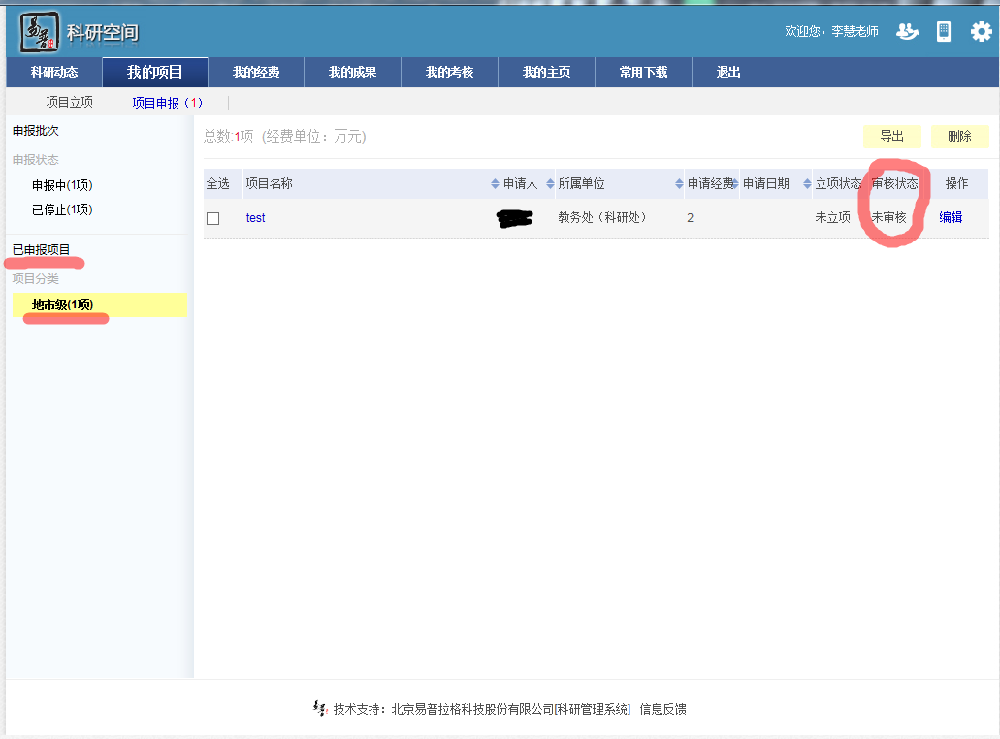 易普 科研空间
欢迎您，李慧老师
科研动态 我的项目 我的经费 我的成果 我的考核 我的主页 常用下载 退出
项目立项 项目申报（1）
申报批次
申报状态
申报中(1项)
已停止(1项)
已申报项目
项目分类
地市级(1项)
总数:1项 (经费单位：万元)
导出 删除
全选 项目名称 申请人 所属单位 申请经费 申请日期 立项状态 审核状态 操作
test 教务处（科研处） 2 未立项 未审核 编辑
易普 技术支持：北京易普拉格科技股份有限公司[科研管理系统] 信息反馈